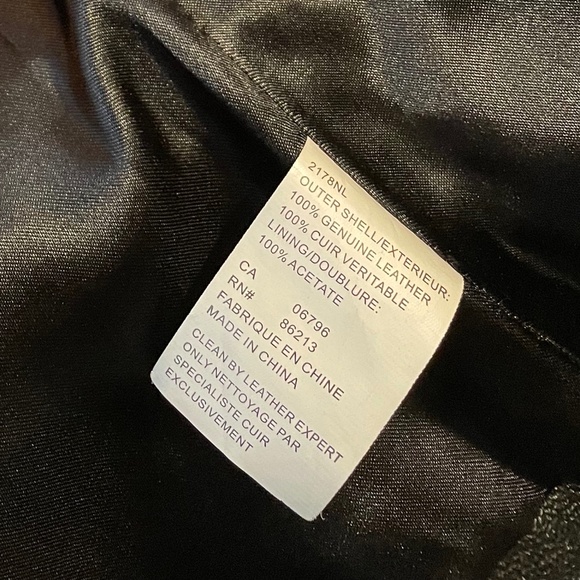 2178NL
OUTER SHELL/EXTERIEUR:
100% GENUINE LEATHER
100% CUIR VERITABLE
LINING/DOUBLURE:
100% ACETATE
CA 06796
RN# 86213
FABRIQUE EN CHINE
MADE IN CHINA
CLEAN BY LEATHER EXPERT
ONLY NETTOYAGE PAR
SPECIALISTE CUIR
EXCLUSIVEMENT